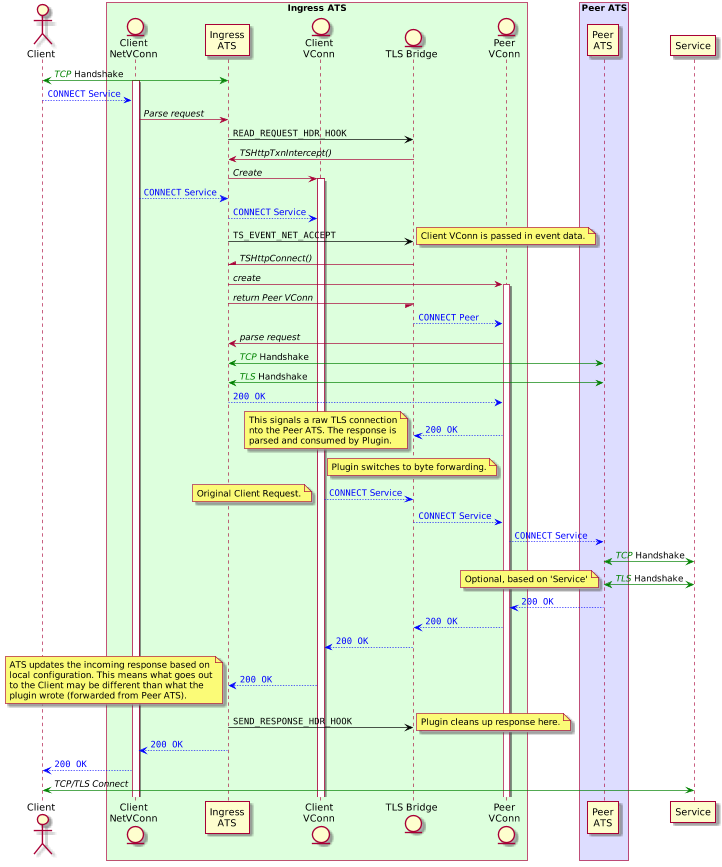 Ingress ATS
Peer ATS
Client
Client
NetVConn
Ingress
ATS
Client
VConn
TLS Bridge
Peer
VConn
Peer
ATS
Service
TCP Handshake
CONNECT Service
Parse request
READ_REQUEST_HDR_HOOK
TSHttpTxnIntercept()
Create
CONNECT Service
CONNECT Service
TS_EVENT_NET_ACCEPT
Client VConn is passed in event data.
TSHttpConnect()
create
return Peer VConn
CONNECT Peer
parse request
TCP Handshake
TLS Handshake
200 OK
This signals a raw TLS connection
nto the Peer ATS. The response is
parsed and consumed by Plugin.
200 OK
Plugin switches to byte forwarding.
Original Client Request.
CONNECT Service
CONNECT Service
CONNECT Service
TCP Handshake
Optional, based on 'Service'
TLS Handshake
200 OK
200 OK
200 OK
ATS updates the incoming response based on
local configuration. This means what goes out
to the Client may be different than what the
plugin wrote (forwarded from Peer ATS).
200 OK
SEND_RESPONSE_HDR_HOOK
Plugin cleans up response here.
200 OK
200 OK
TCP/TLS Connect
Client
Client
NetVConn
Ingress
ATS
Client
VConn
TLS Bridge
Peer
VConn
Peer
ATS
Service